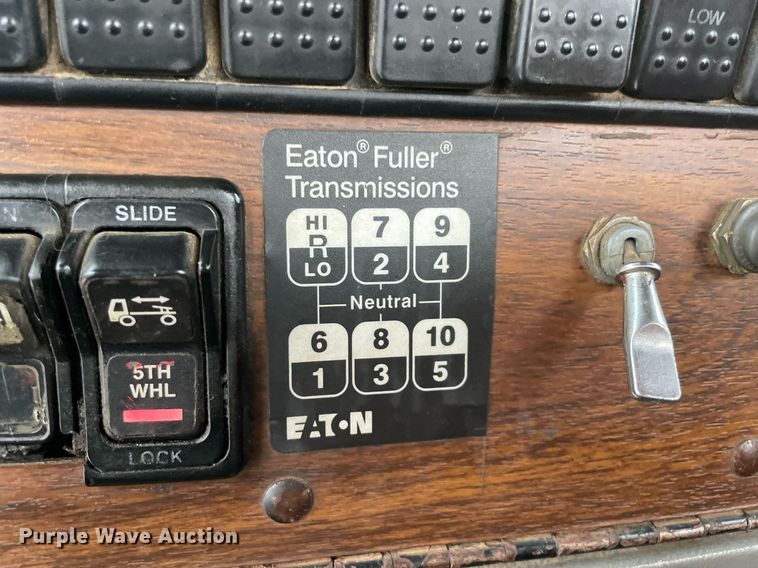 LOW
Eaton® Fuller®
Transmissions
HI 7 9
R
LO 2 4
Neutral
6 8 10
1 3 5
EATON
SLIDE
5TH
WHL
LOCK
N
Purple Wave Auction